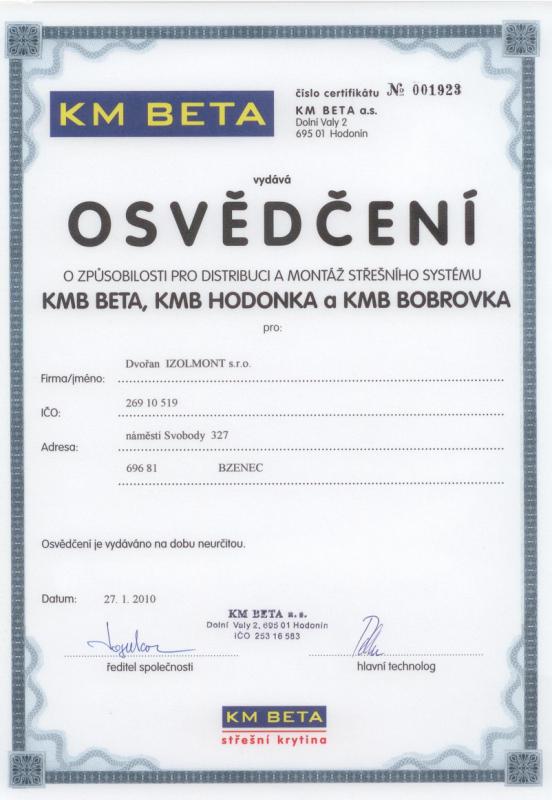 KM BETA
číslo certifikátu № 001923
KM BETA a.s.
Dolní Valy 2
695 01 Hodonín
vydává
OSVĚDČENÍ
O ZPŮSOBILOSTI PRO DISTRIBUCI A MONTÁŽ STŘEŠNÍHO SYSTÉMU
KMB BETA, KMB HODONKA a KMB BOBROVKA
pro:
Firma/jméno: Dvořan IZOLMONT s.r.o.
IČO: 269 10 519
Adresa: náměstí Svobody 327
696 81 BZENEC
Osvědčení je vydáváno na dobu neurčitou.
Datum: 27. 1. 2010
KM BETA a. s.
Dolní Valy 2, 695 01 Hodonín
IČO 253 16 583
ředitel společnosti
hlavní technolog
KM BETA
střešní krytina